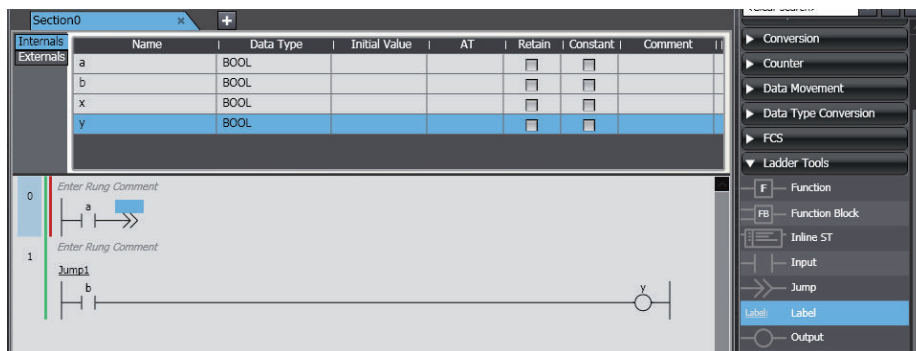 Section0 × +
Internals
Externals
Name Data Type Initial Value AT Retain Constant Comment
a BOOL
b BOOL
x BOOL
y BOOL
0
Enter Rung Comment
a
1
Enter Rung Comment
Jump1
b y
Conversion
Counter
Data Movement
Data Type Conversion
FCS
Ladder Tools
F Function
FB Function Block
Inline ST
Input
Jump
Label: Label
Output